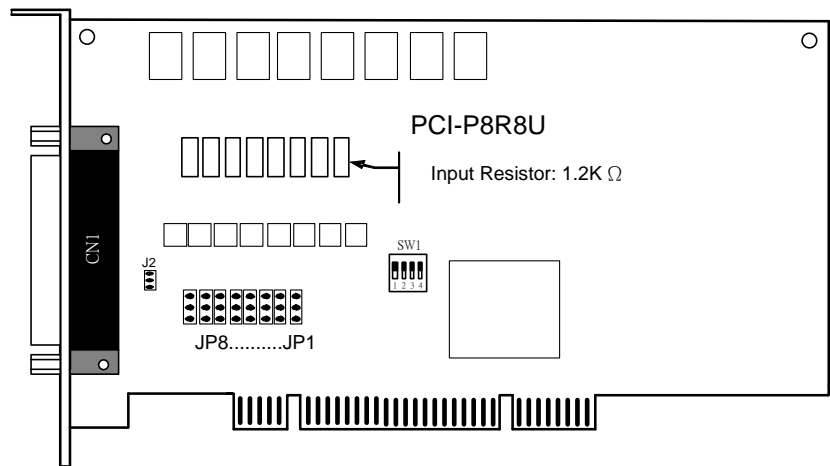 PCI-P8R8U
Input Resistor: 1.2K Ω
CN1
SW1
J2
1 2 3 4
JP8..........JP1